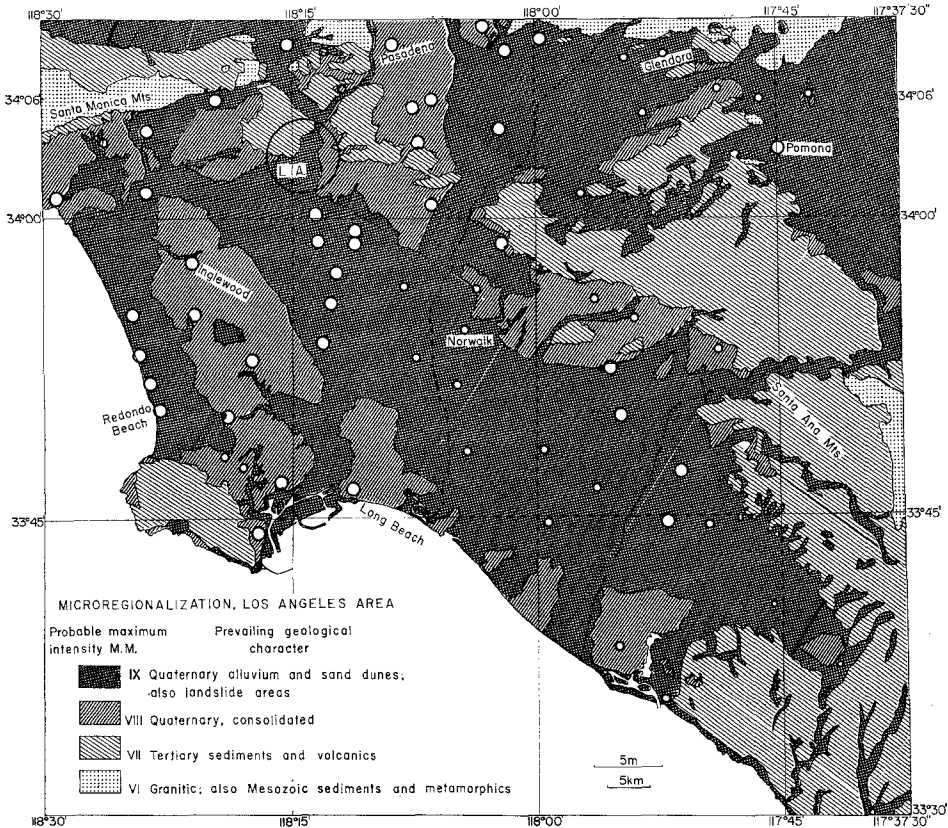 118°30'
118°15'
118°00'
117°45'
117°37'30"
Pasadena
Glendora
34°06'
34°06'
Santa Monica Mts.
Pomona
L. A.
34°00'
34°00'
Inglewood
Norwalk
Redondo
Beach
Santa Ana Mts.
33°45'
33°45'
Long Beach
MICROREGIONALIZATION, LOS ANGELES AREA
Probable maximum
intensity M.M.
Prevailing geological
character
IX Quaternary alluvium and sand dunes;
also landslide areas
VIII Quaternary, consolidated
VII Tertiary sediments and volcanics
VI Granitic; also Mesozoic sediments and metamorphics
5m
5km
33°30'
118°30'
118°15'
118°00'
117°45'
117°37'30"